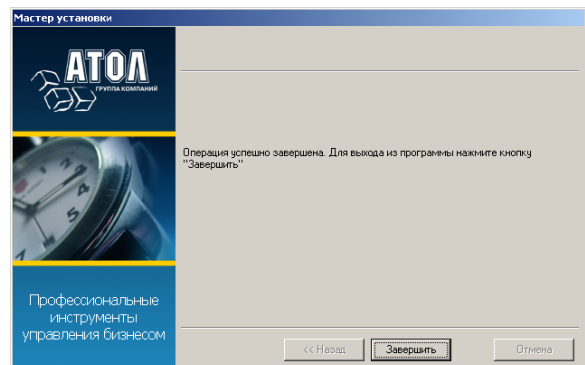 Мастер установки
АТОЛ
ГРУППА КОМПАНИЙ
Операция успешно завершена. Для выхода из программы нажмите кнопку
"Завершить"
Профессиональные
инструменты
управления бизнесом
<< Назад
Завершить
Отмена